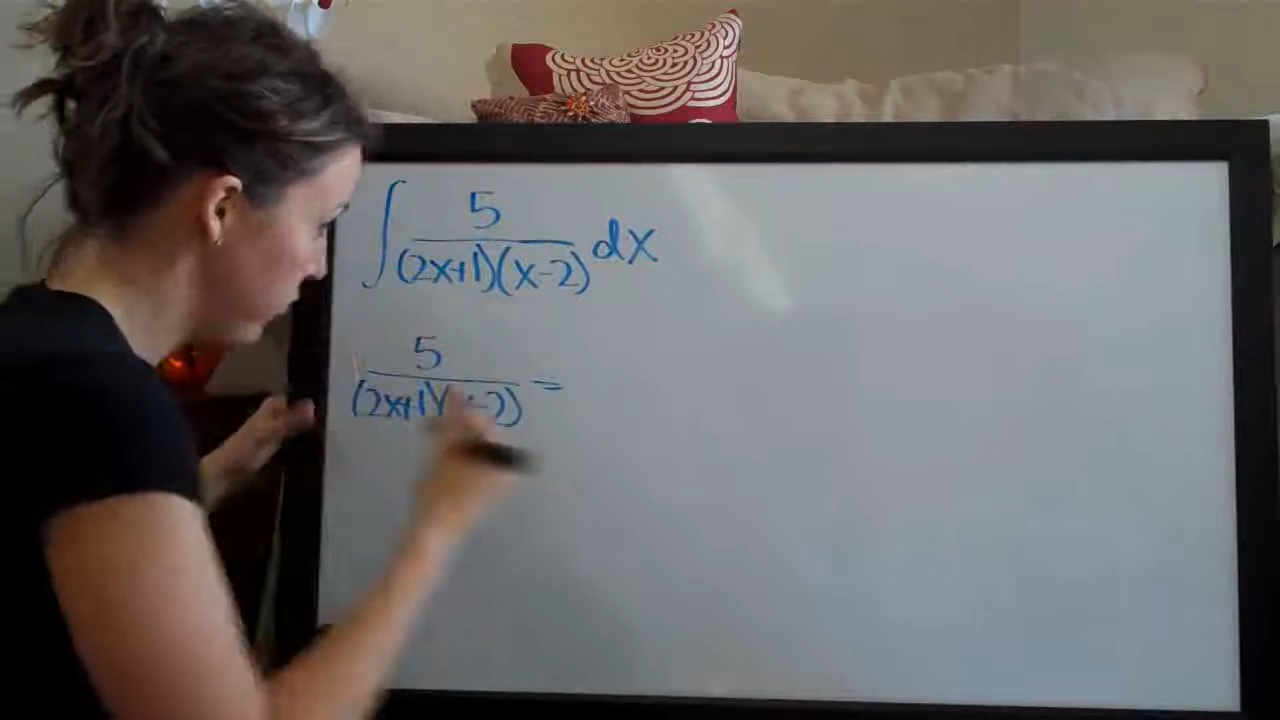 ∫ 5/((2x+1)(x-2)) dx
5/((2x+1)(x-2)) =